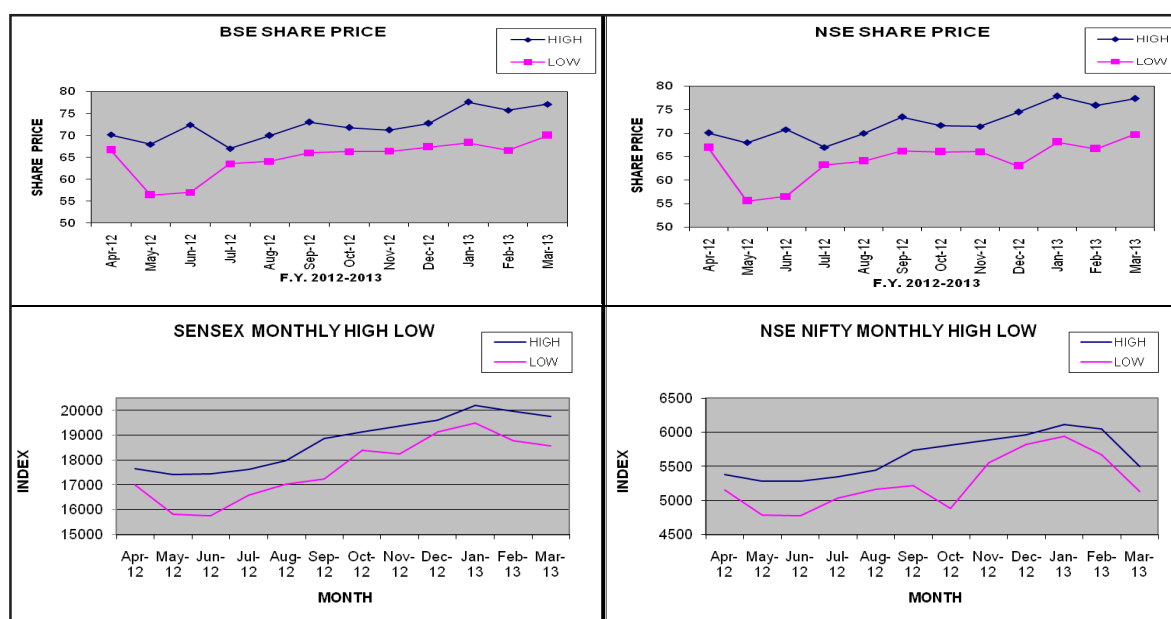 BSE SHARE PRICE
HIGH
LOW
SHARE PRICE
80
75
70
65
60
55
50
Apr-12
May-12
Jun-12
Jul-12
Aug-12
Sep-12
Oct-12
Nov-12
Dec-12
Jan-13
Feb-13
Mar-13
F.Y. 2012-2013
NSE SHARE PRICE
HIGH
LOW
SHARE PRICE
80
75
70
65
60
55
50
Apr-12
May-12
Jun-12
Jul-12
Aug-12
Sep-12
Oct-12
Nov-12
Dec-12
Jan-13
Feb-13
Mar-13
F.Y. 2012-2013
SENSEX MONTHLY HIGH LOW
HIGH
LOW
INDEX
20000
19000
18000
17000
16000
15000
Apr- May- Jun- Jul- Aug- Sep- Oct- Nov- Dec- Jan- Feb- Mar-
12 12 12 12 12 12 12 12 12 13 13 13
MONTH
NSE NIFTY MONTHLY HIGH LOW
HIGH
LOW
INDEX
6500
6000
5500
5000
4500
Apr- May- Jun- Jul- Aug- Sep- Oct- Nov- Dec- Jan- Feb- Mar-
12 12 12 12 12 12 12 12 12 13 13 13
MONTH